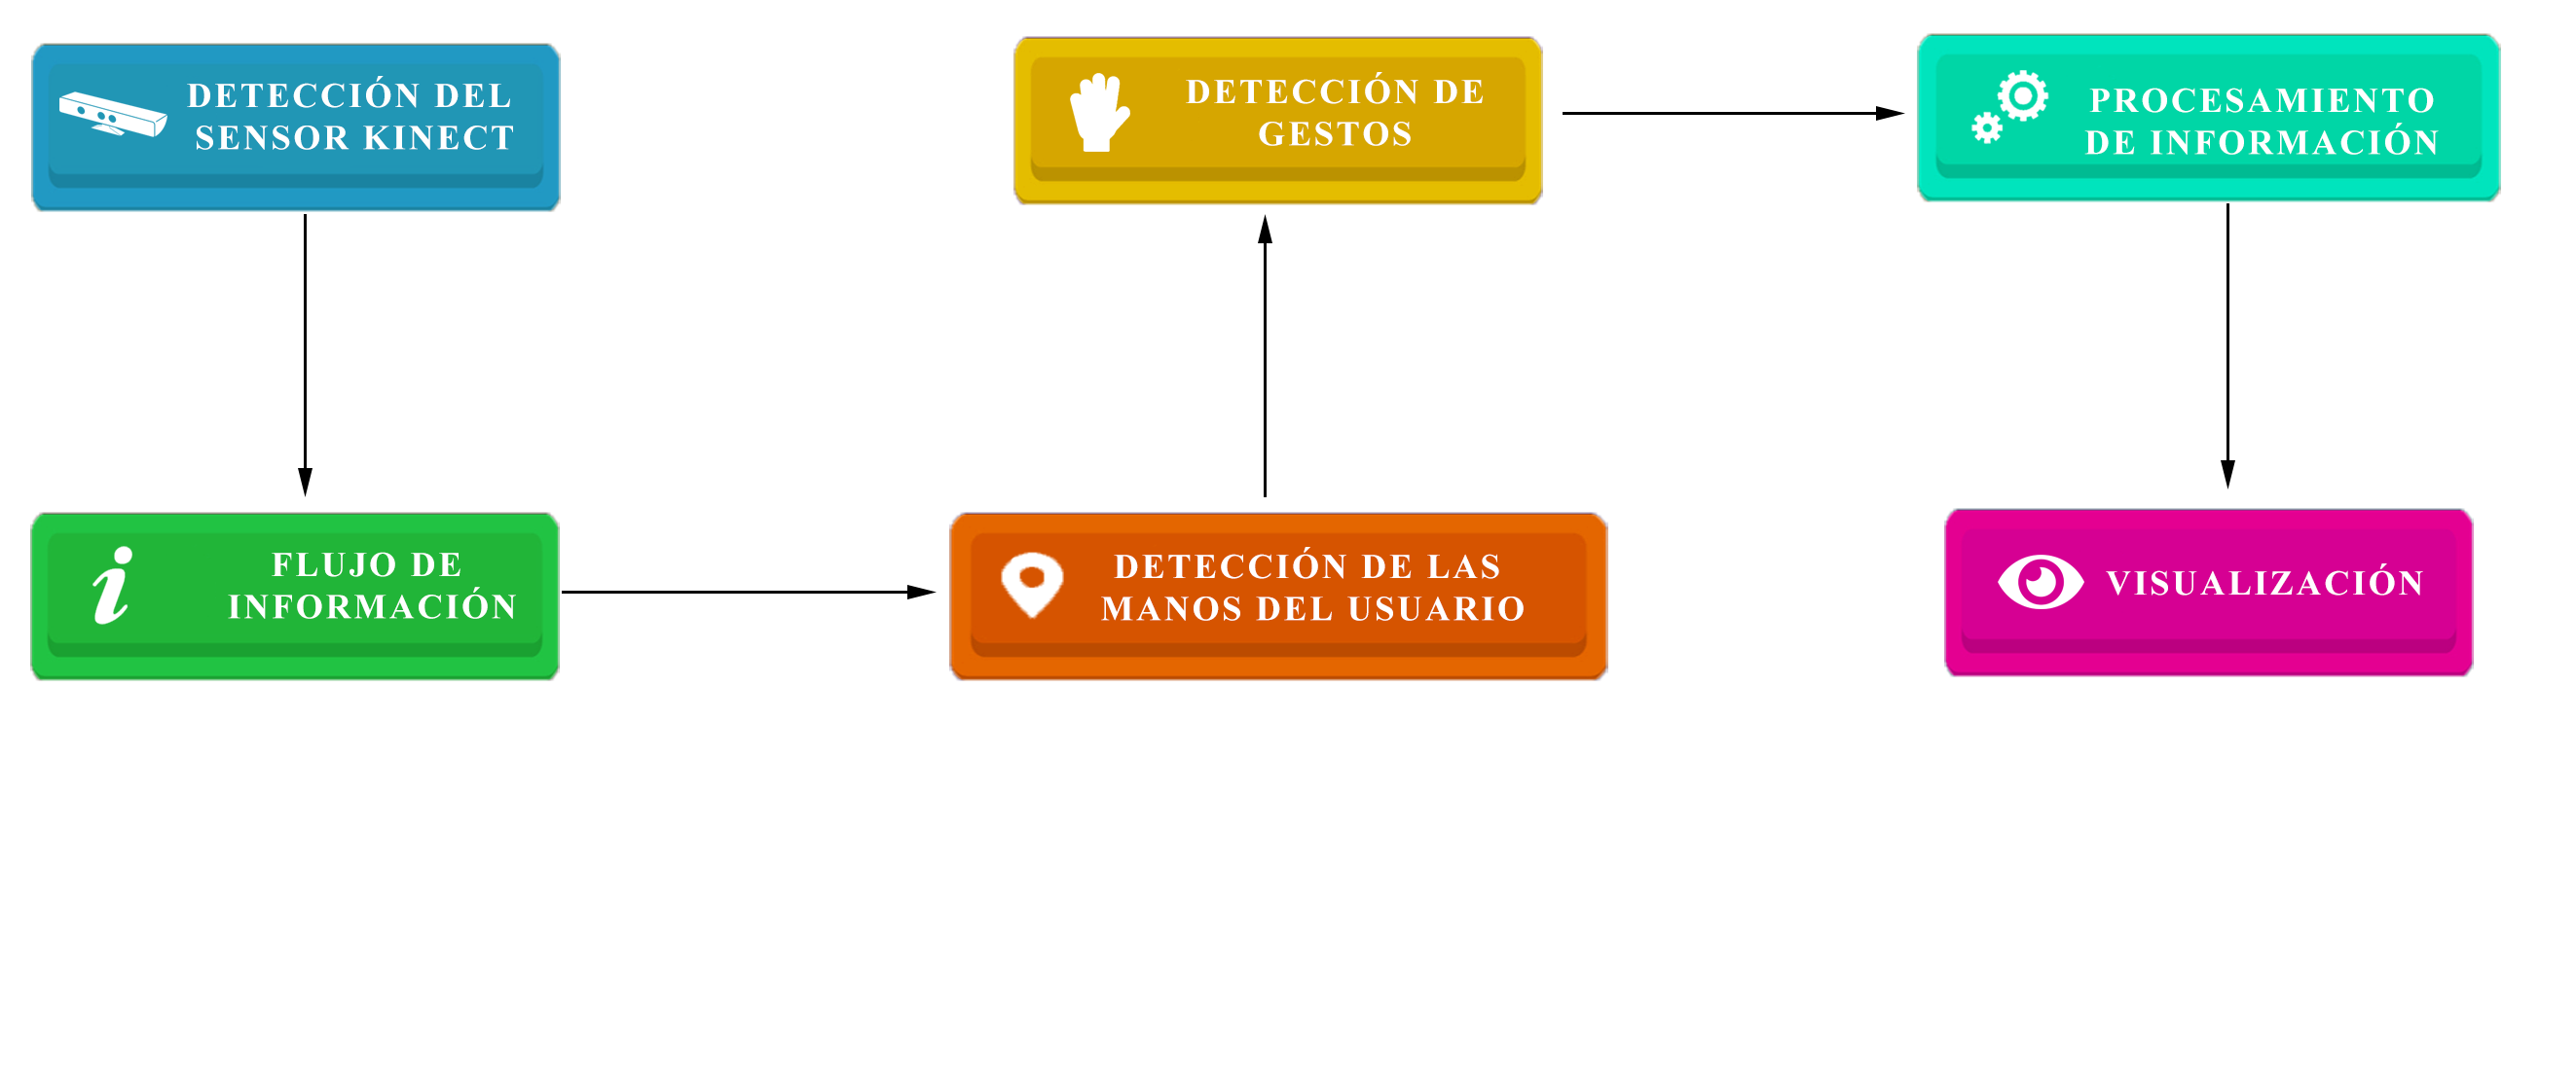 DETECCIÓN DEL
SENSOR KINECT
FLUJO DE
INFORMACIÓN
DETECCIÓN DE LAS
MANOS DEL USUARIO
DETECCIÓN DE
GESTOS
PROCESAMIENTO
DE INFORMACIÓN
VISUALIZACIÓN